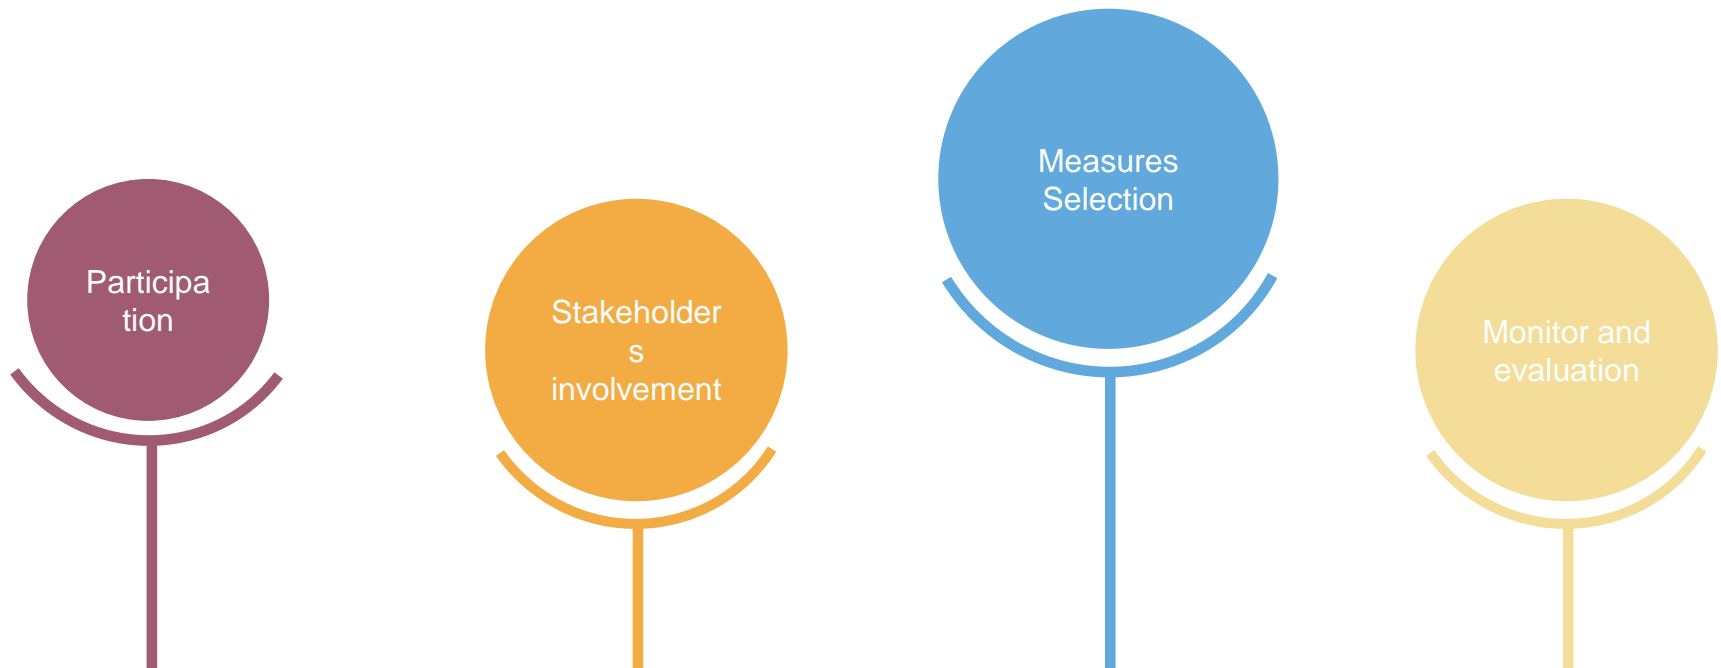 Participa
tion
Stakeholder
s
involvement
Measures
Selection
Monitor and
evaluation